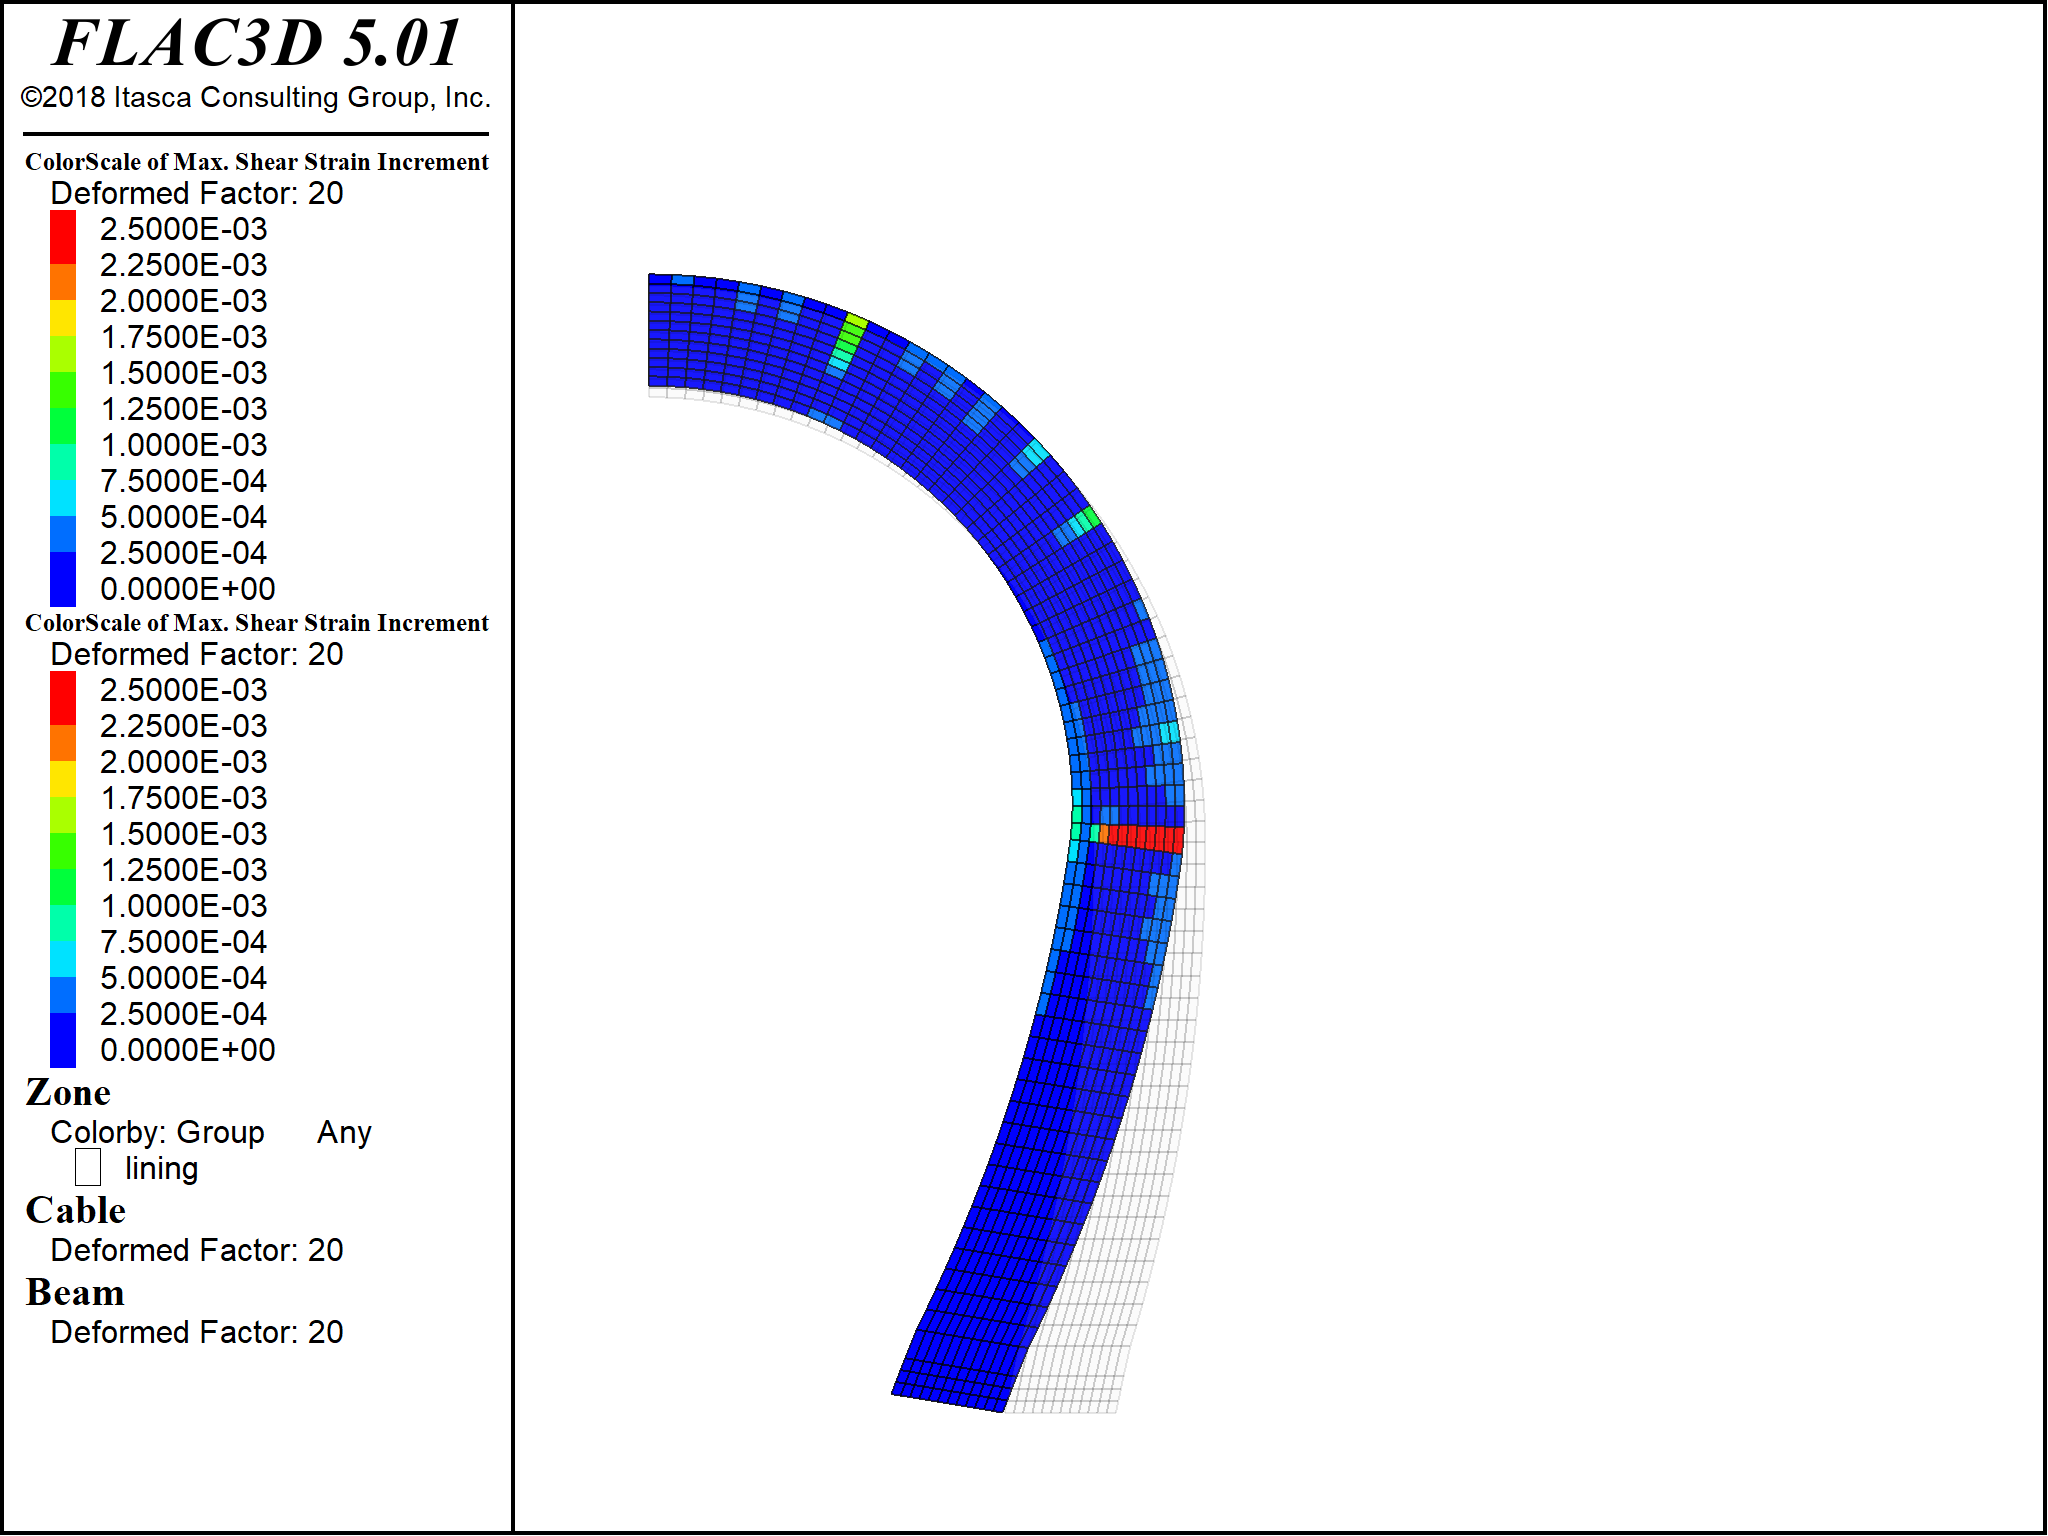 FLAC3D 5.01
©2018 Itasca Consulting Group, Inc.
ColorScale of Max. Shear Strain Increment
Deformed Factor: 20
2.5000E-03
2.2500E-03
2.0000E-03
1.7500E-03
1.5000E-03
1.2500E-03
1.0000E-03
7.5000E-04
5.0000E-04
2.5000E-04
0.0000E+00
ColorScale of Max. Shear Strain Increment
Deformed Factor: 20
2.5000E-03
2.2500E-03
2.0000E-03
1.7500E-03
1.5000E-03
1.2500E-03
1.0000E-03
7.5000E-04
5.0000E-04
2.5000E-04
0.0000E+00
Zone
Colorby: Group Any
lining
Cable
Deformed Factor: 20
Beam
Deformed Factor: 20